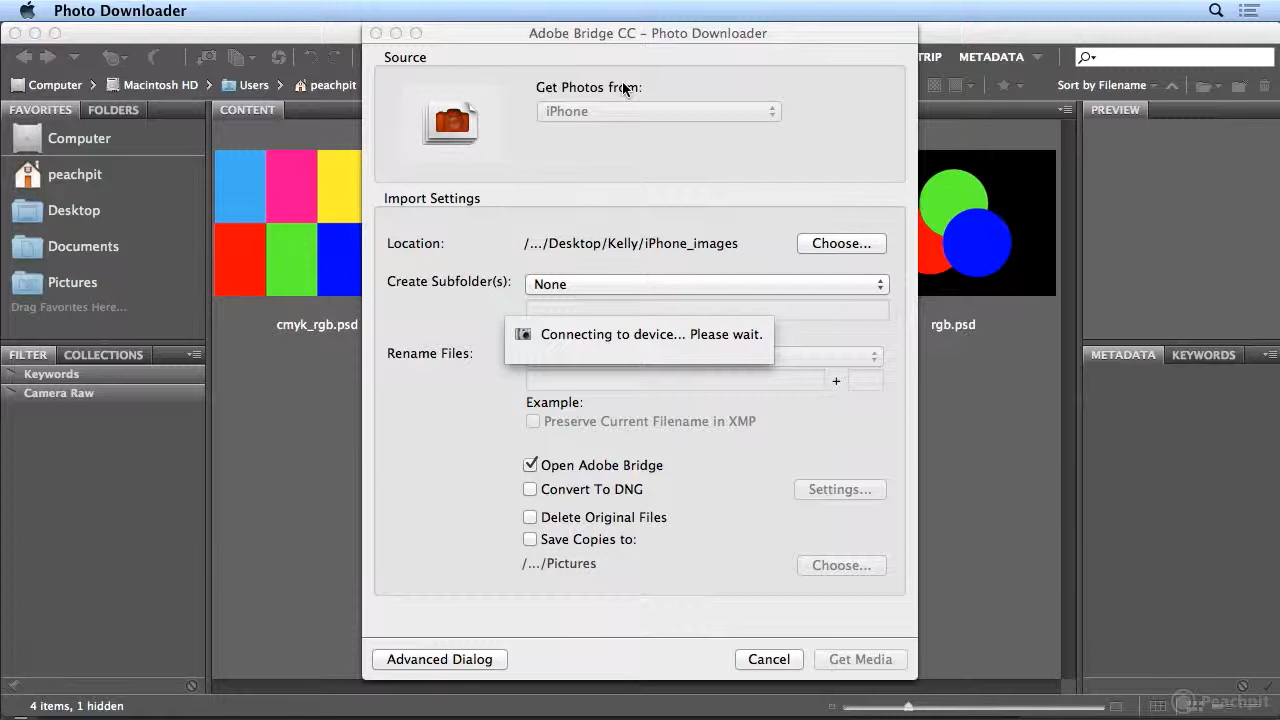 Photo Downloader
Adobe Bridge CC - Photo Downloader
TRIP METADATA
Computer Macintosh HD Users peachpit
Sort by Filename
FAVORITES FOLDERS CONTENT PREVIEW
Computer
peachpit
Desktop
Documents
Pictures
Drag Favorites Here...
FILTER COLLECTIONS
Keywords
Camera Raw
cmyk_rgb.psd
rgb.psd
METADATA KEYWORDS
Source
Get Photos from:
iPhone
Import Settings
Location: /.../Desktop/Kelly/iPhone_images Choose...
Create Subfolder(s): None
Connecting to device... Please wait.
Rename Files:
+
Example:
Preserve Current Filename in XMP
Open Adobe Bridge
Convert To DNG Settings...
Delete Original Files
Save Copies to:
/.../Pictures Choose...
Advanced Dialog Cancel Get Media
4 items, 1 hidden
Peachpit